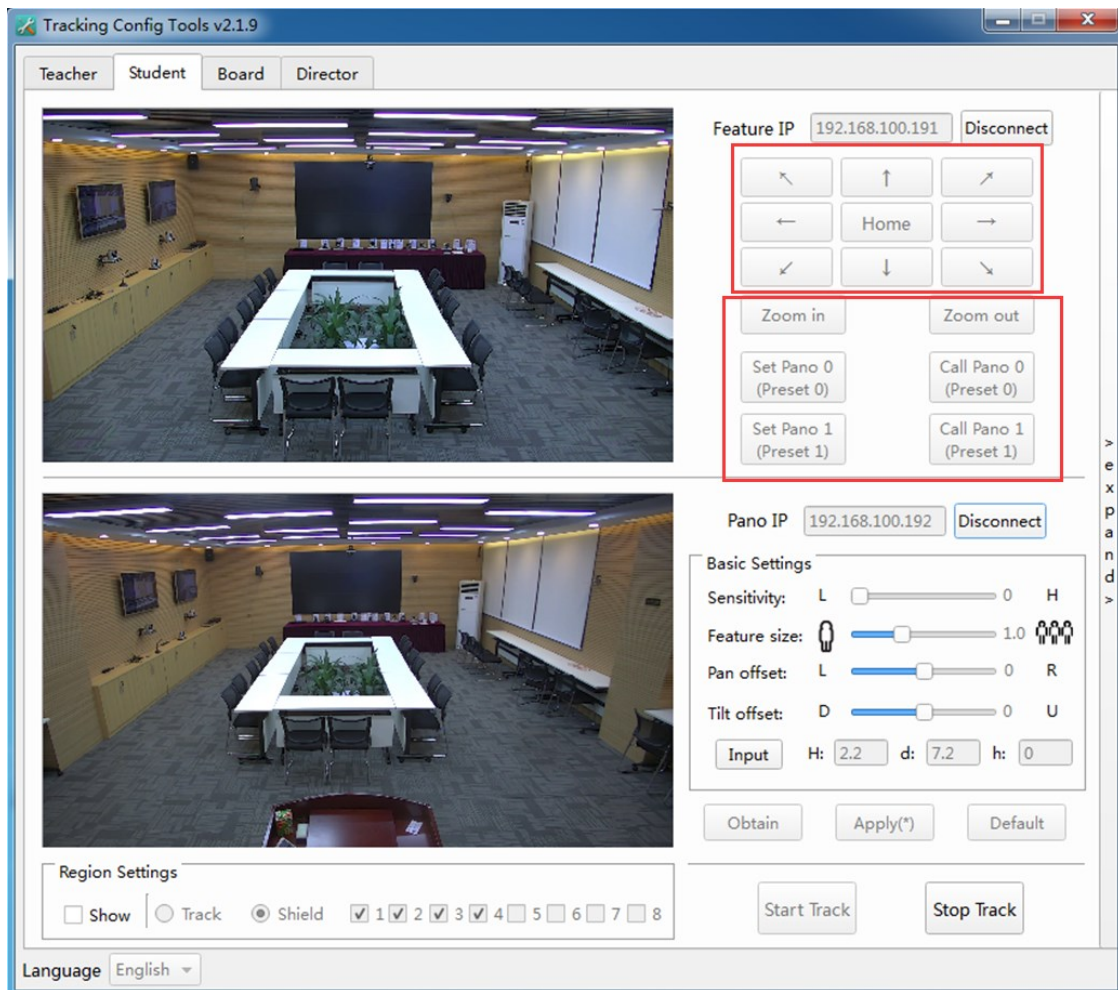 Tracking Config Tools v2.1.9
Teacher Student Board Director
Feature IP 192.168.100.191 Disconnect
↖ ↑ ↗
← Home →
↙ ↓ ↘
Zoom in Zoom out
Set Pano 0 Call Pano 0
(Preset 0) (Preset 0)
Set Pano 1 Call Pano 1
(Preset 1) (Preset 1)
> expand >
Pano IP 192.168.100.192 Disconnect
Basic Settings
Sensitivity: L 0 H
Feature size: 1.0
Pan offset: L 0 R
Tilt offset: D 0 U
Input H: 2.2 d: 7.2 h: 0
Obtain Apply(*) Default
Region Settings
Show Track Shield 1 2 3 4 5 6 7 8
Start Track Stop Track
Language English